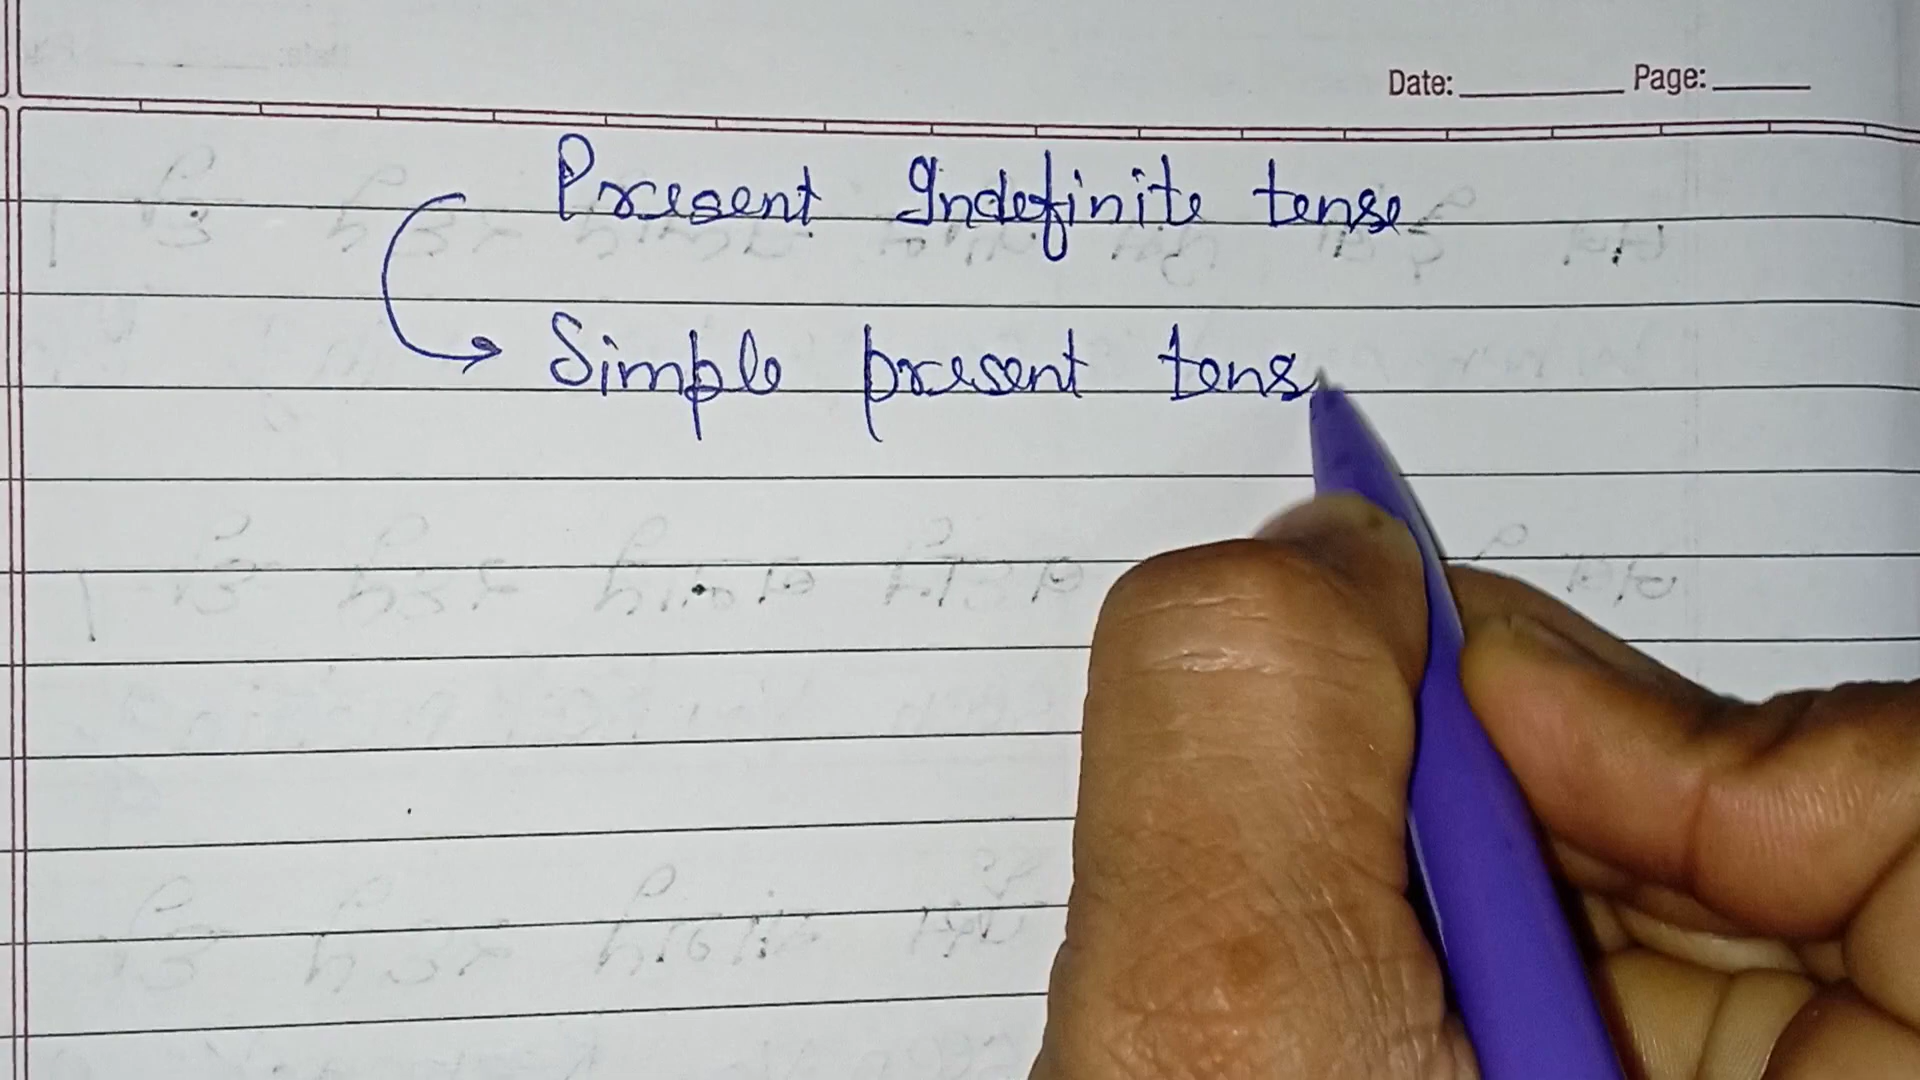 Date: Page:
Present Indefinite tense
Simple present tens